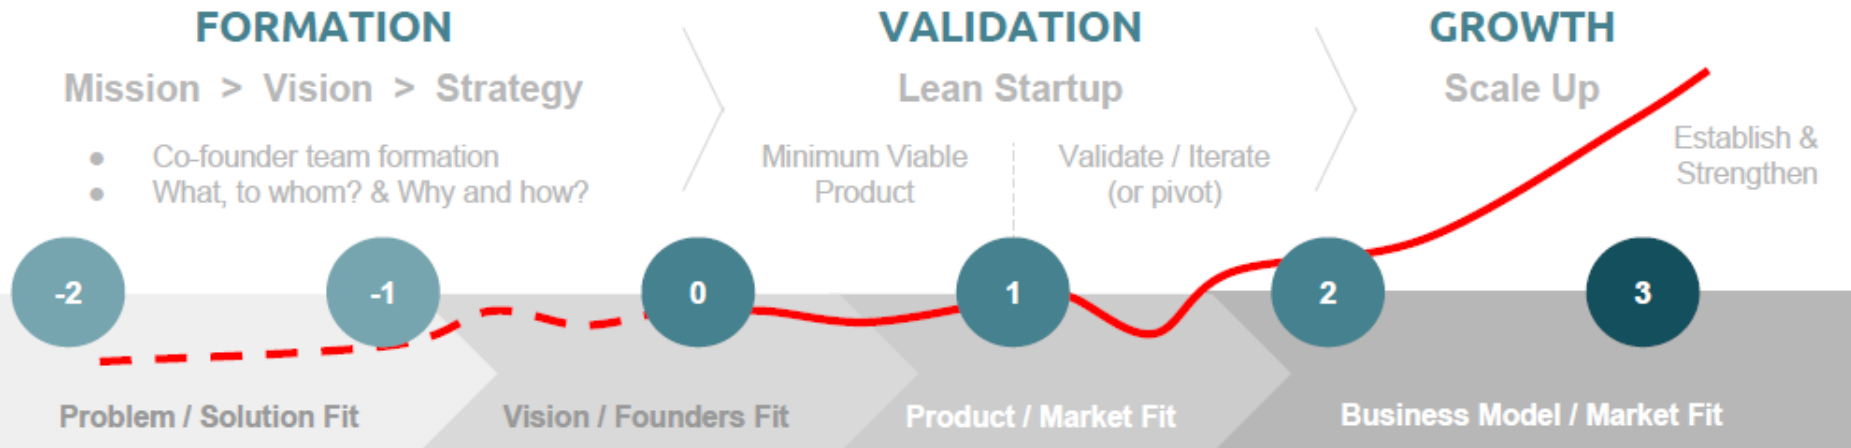 FORMATION
Mission > Vision > Strategy
● Co-founder team formation
● What, to whom? & Why and how?
VALIDATION
Lean Startup
Minimum Viable
Product
Validate / Iterate
(or pivot)
GROWTH
Scale Up
Establish &
Strengthen
-2
-1
0
1
2
3
Problem / Solution Fit
Vision / Founders Fit
Product / Market Fit
Business Model / Market Fit